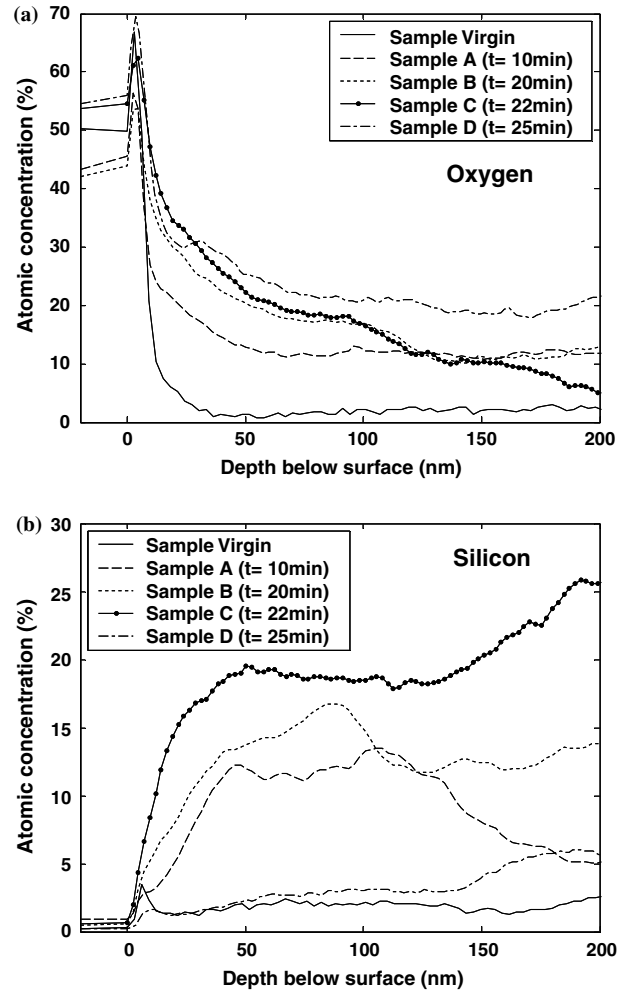 (a)
70
60
50
40
30
20
10
0
Atomic concentration (%)
Sample Virgin
Sample A (t= 10min)
Sample B (t= 20min)
Sample C (t= 22min)
Sample D (t= 25min)
Oxygen
0 50 100 150 200
Depth below surface (nm)
(b)
30
25
20
15
10
5
0
Atomic concentration (%)
Sample Virgin
Sample A (t= 10min)
Sample B (t= 20min)
Sample C (t= 22min)
Sample D (t= 25min)
Silicon
0 50 100 150 200
Depth below surface (nm)